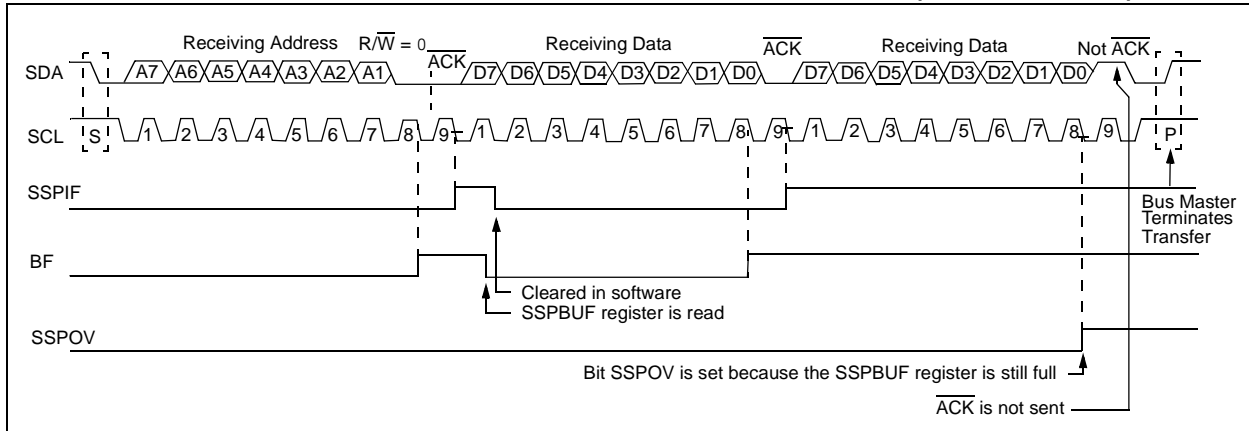 Receiving Address R/W = 0 ACK Receiving Data ACK Receiving Data Not ACK
SDA A7 A6 A5 A4 A3 A2 A1 D7 D6 D5 D4 D3 D2 D1 D0 D7 D6 D5 D4 D3 D2 D1 D0
SCL S 1 2 3 4 5 6 7 8 9 1 2 3 4 5 6 7 8 9 1 2 3 4 5 6 7 8 9 P
SSPIF
Bus Master
Terminates
Transfer
BF
Cleared in software
SSPBUF register is read
SSPOV
Bit SSPOV is set because the SSPBUF register is still full
ACK is not sent